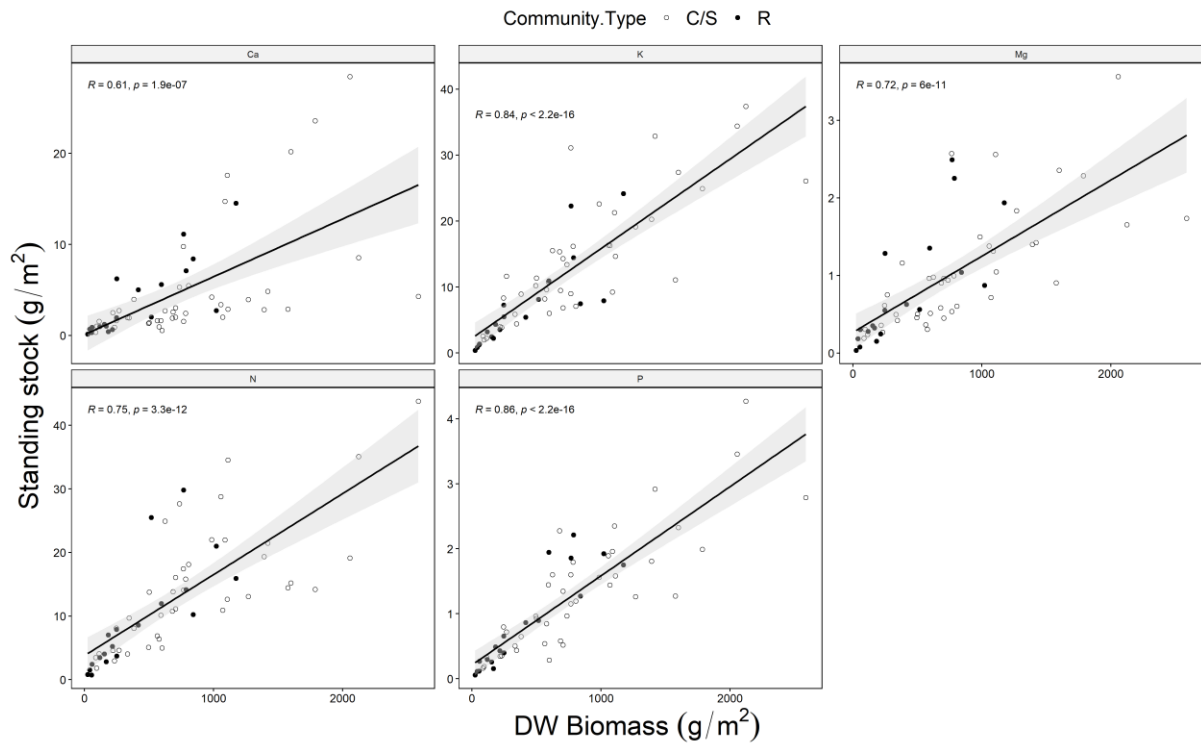 Community.Type ○ C/S ● R
Ca
K
Mg
R = 0.61, p = 1.9e-07
R = 0.84, p < 2.2e-16
R = 0.72, p = 6e-11
20
10
0
40
30
20
10
0
3
2
1
0
0 1000 2000
N
P
R = 0.75, p = 3.3e-12
R = 0.86, p < 2.2e-16
40
30
20
10
0
4
3
2
1
0
0 1000 2000
0 1000 2000
Standing stock (g/m²)
DW Biomass (g/m²)